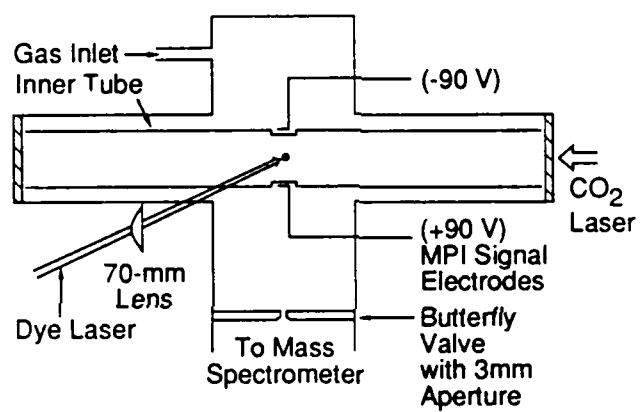 Gas Inlet
Inner Tube
(-90 V)
CO2
Laser
(+90 V)
MPI Signal
Electrodes
70-mm
Lens
Dye Laser
To Mass
Spectrometer
Butterfly
Valve
with 3mm
Aperture